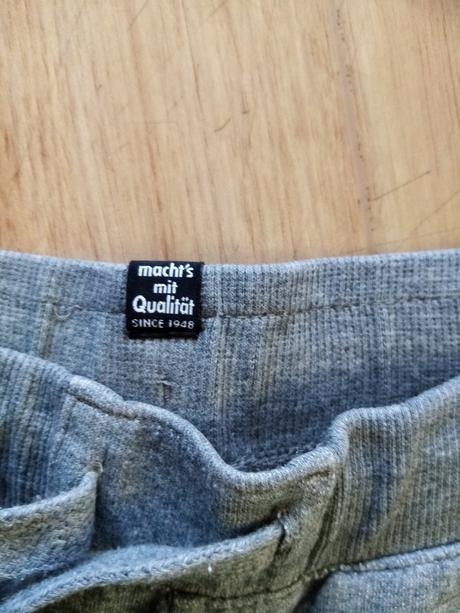 macht's
mit
Qualität
SINCE 1948